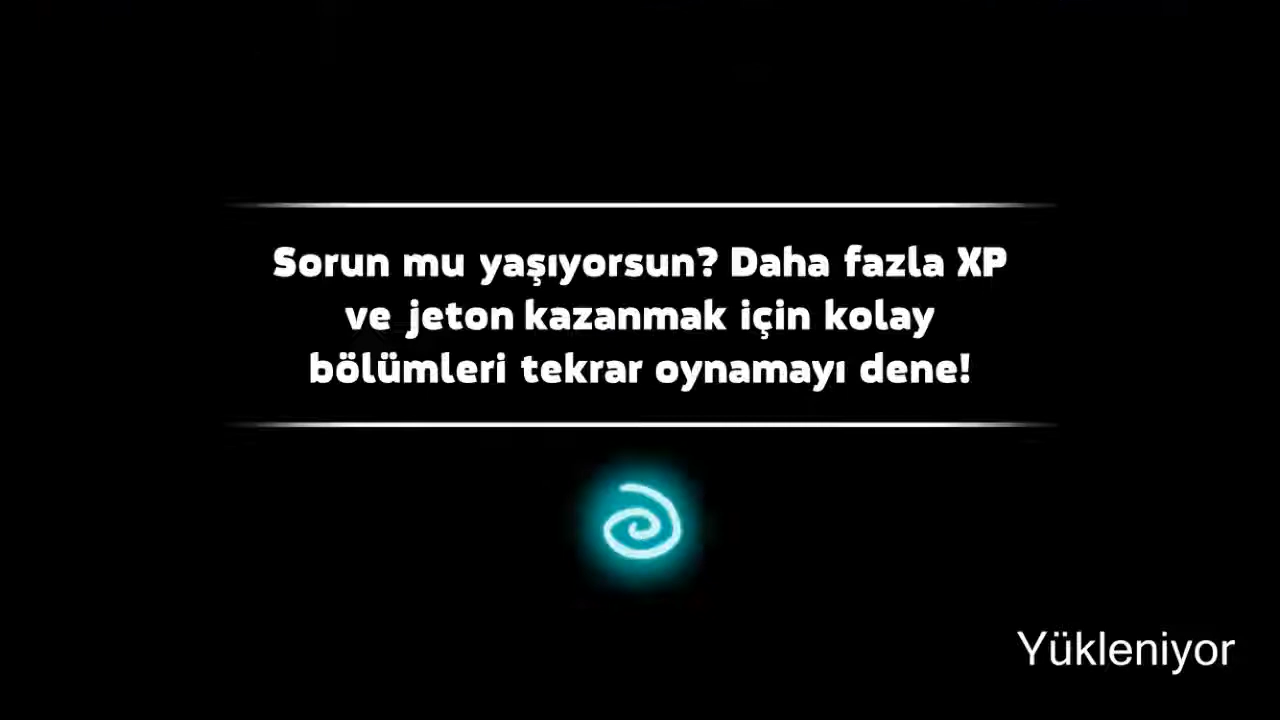 Sorun mu yaşıyorsun? Daha fazla XP
ve jeton kazanmak için kolay
bölümleri tekrar oynamayı dene!
Yükleniyor